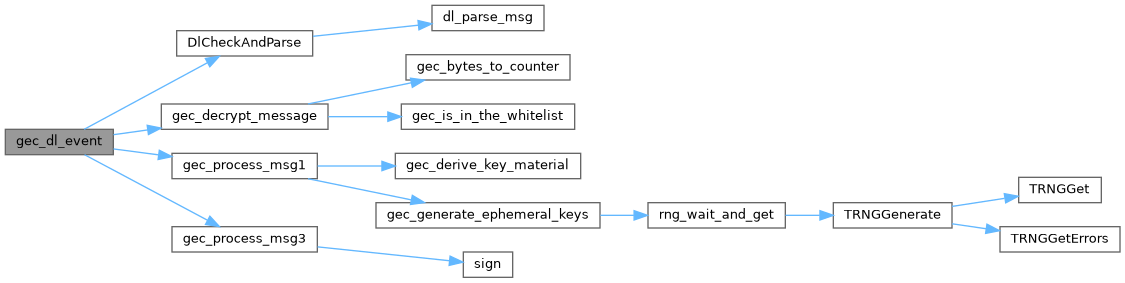 gec_dl_event
DlCheckAndParse
dl_parse_msg
gec_decrypt_message
gec_bytes_to_counter
gec_is_in_the_whitelist
gec_process_msg1
gec_derive_key_material
gec_generate_ephemeral_keys
rng_wait_and_get
TRNGGenerate
TRNGGet
TRNGGetErrors
gec_process_msg3
sign